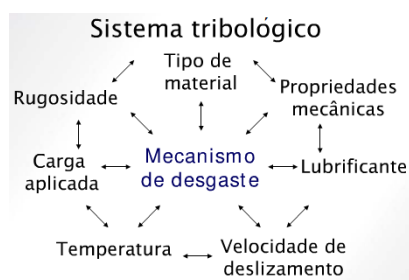 Sistema tribológico
Tipo de
material
Rugosidade
Propriedades
mecânicas
Carga
aplicada
Mecanismo
de desgaste
Lubrificante
Temperatura
Velocidade de
deslizamento